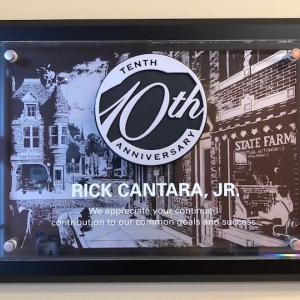 TENTH
10th
ANNIVERSARY
STATE FARM
RICK CANTARA, JR
We appreciate your continued
contribution to our common goals and success